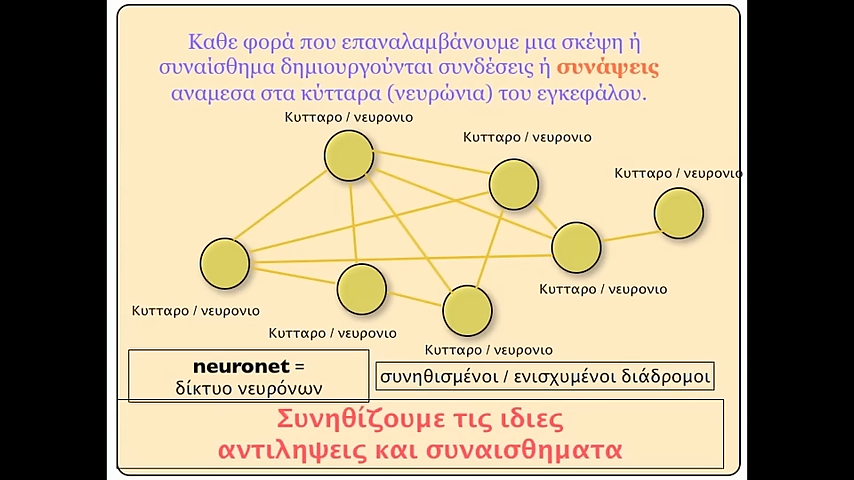 Καθε φορά που επαναλαμβάνουμε μια σκέψη ή
συναίσθημα δημιουργούνται συνδέσεις ή συνάψεις
αναμεσα στα κύτταρα (νευρώνια) του εγκεφάλου.
Κυτταρο / νευρονιο
Κυτταρο / νευρονιο
Κυτταρο / νευρονιο
Κυτταρο / νευρονιο
Κυτταρο / νευρονιο
Κυτταρο / νευρονιο
Κυτταρο / νευρονιο
neuronet =
δίκτυο νευρόνων
συνηθισμένοι / ενισχυμένοι διάδρομοι
Συνηθίζουμε τις ιδιες
αντιληψεις και συναισθηματα